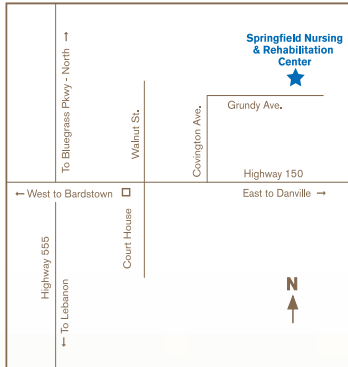 Springfield Nursing
& Rehabilitation
Center
To Bluegrass Pkwy - North →
Walnut St.
Covington Ave.
Grundy Ave.
Highway 150
← West to Bardstown
East to Danville →
Court House
Highway 555
← To Lebanon
N